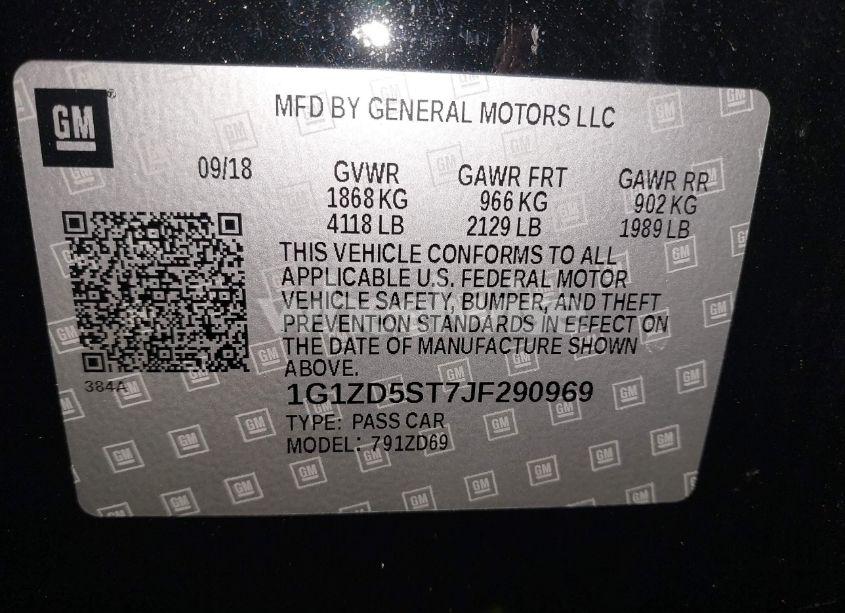 GM
MFD BY GENERAL MOTORS LLC
09/18
GVWR
1868 KG
4118 LB
GAWR FRT
966 KG
2129 LB
GAWR RR
902 KG
1989 LB
THIS VEHICLE CONFORMS TO ALL
APPLICABLE U.S. FEDERAL MOTOR
VEHICLE SAFETY, BUMPER, AND THEFT
PREVENTION STANDARDS IN EFFECT ON
THE DATE OF MANUFACTURE SHOWN
ABOVE.
384A
1G1ZD5ST7JF290969
TYPE: PASS CAR
MODEL: 791ZD69